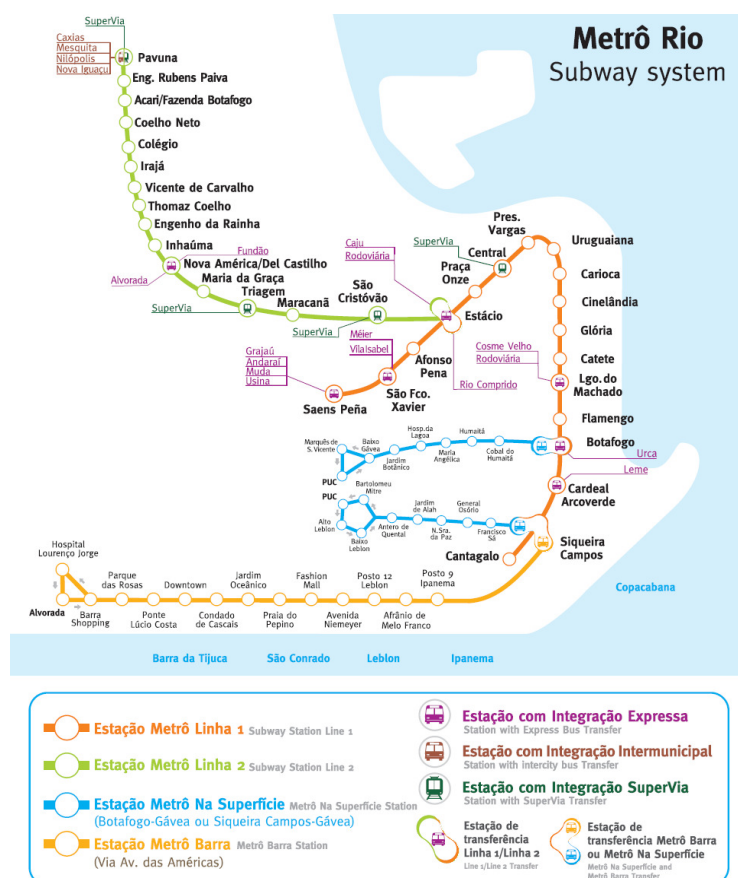 Metrô Rio
Subway system
SuperVia
Caxias
Mesquita
Nilópolis
Nova Iguaçu
Pavuna
Eng. Rubens Paiva
Acari/Fazenda Botafogo
Coelho Neto
Colégio
Irajá
Vicente de Carvalho
Thomaz Coelho
Engenho da Rainha
Inhaúma
Fundão
Nova América/Del Castilho
Alvorada
Maria da Graça
Triagem
SuperVia
Maracanã
São
Cristóvão
SuperVia
Caju
Rodoviária
SuperVia
Central
Praça
Onze
Pres.
Vargas
Uruguaiana
Carioca
Cinelândia
Glória
Catete
Estácio
Rio Comprido
Afonso
Pena
Méier
VilaIsabel
São Fco.
Xavier
Grajaú
Andaraí
Muda
Usina
Saens Peña
Cosme Velho
Rodoviária
Lgo. do
Machado
Flamengo
Botafogo
Urca
Leme
Cardeal
Arcoverde
Siqueira
Campos
Cantagalo
Marquês de
S. Vicente
Baixo
Gávea
PUC
Jardim
Botânico
Hosp.da
Lagoa
Maria
Angélica
Humaitá
Cobal do
Humaitá
PUC
Bartolomeu
Mitre
Alto
Leblon
Baixo
Leblon
Antero de
Quental
Jardim
de Alah
N.Sra.
da Paz
General
Osório
Francisco
Sá
Hospital
Lourenço Jorge
Alvorada
Barra
Shopping
Parque
das Rosas
Ponte
Lúcio Costa
Downtown
Condado
de Cascais
Jardim
Oceânico
Praia do
Pepino
Fashion
Mall
Avenida
Niemeyer
Posto 12
Leblon
Afrânio de
Melo Franco
Posto 9
Ipanema
Copacabana
Barra da Tijuca
São Conrado
Leblon
Ipanema
Estação Metrô Linha 1 Subway Station Line 1
Estação Metrô Linha 2 Subway Station Line 2
Estação Metrô Na Superfície Metrô Na Superfície Station
(Botafogo-Gávea ou Siqueira Campos-Gávea)
Estação Metrô Barra Metrô Barra Station
(Via Av. das Américas)
Estação com Integração Expressa
Station with Express Bus Transfer
Estação com Integração Intermunicipal
Station with intercity bus Transfer
Estação com Integração SuperVia
Station with SuperVia Transfer
Estação de
transferência
Linha 1/Linha 2
Line 1/Line 2 Transfer
Estação de
transferência Metrô Barra
ou Metrô Na Superfície
Metrô Na Superfície and
Metrô Barra Transfer